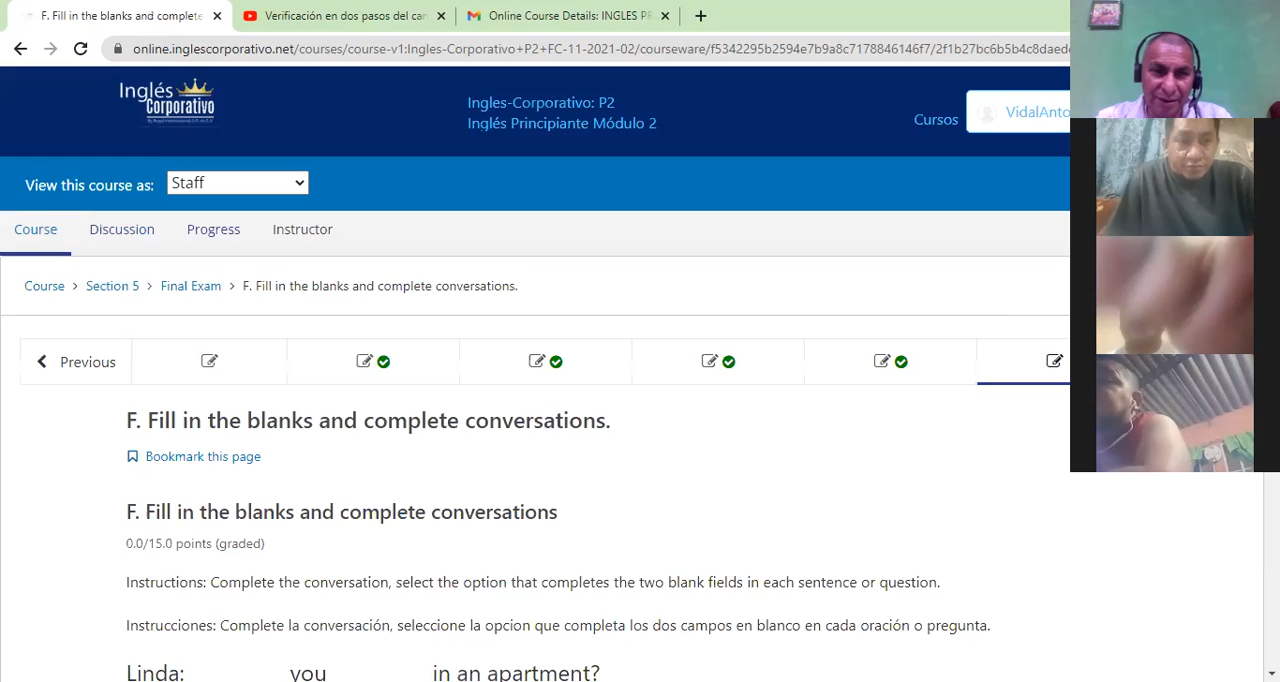 F. Fill in the blanks and complete
Verificación en dos pasos del car
Online Course Details: INGLES PR
online.inglescorporativo.net/courses/course-v1:Ingles-Corporativo+P2+FC-11-2021-02/courseware/f5342295b2594e7b9a8c7178846146f7/2f1b27bc6b5b4c8daede
Inglés
Corporativo
Ingles-Corporativo: P2
Inglés Principiante Módulo 2
Cursos
VidalAnto
View this course as:
Staff
Course
Discussion
Progress
Instructor
Course > Section 5 > Final Exam > F. Fill in the blanks and complete conversations.
Previous
F. Fill in the blanks and complete conversations.
Bookmark this page
F. Fill in the blanks and complete conversations
0.0/15.0 points (graded)
Instructions: Complete the conversation, select the option that completes the two blank fields in each sentence or question.
Instrucciones: Complete la conversación, seleccione la opcion que completa los dos campos en blanco en cada oración o pregunta.
Linda: you in an apartment?